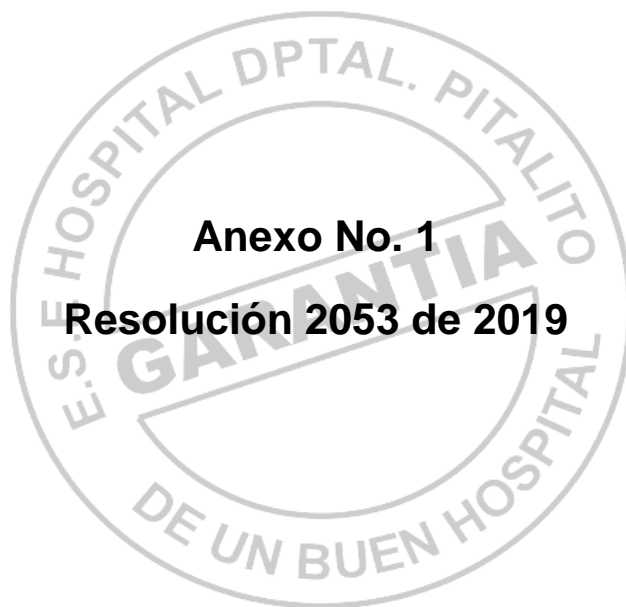 E.S.E HOSPITAL DPTAL. PITALITO
Anexo No. 1
GARANTIA
Resolución 2053 de 2019
DE UN BUEN HOSPITAL